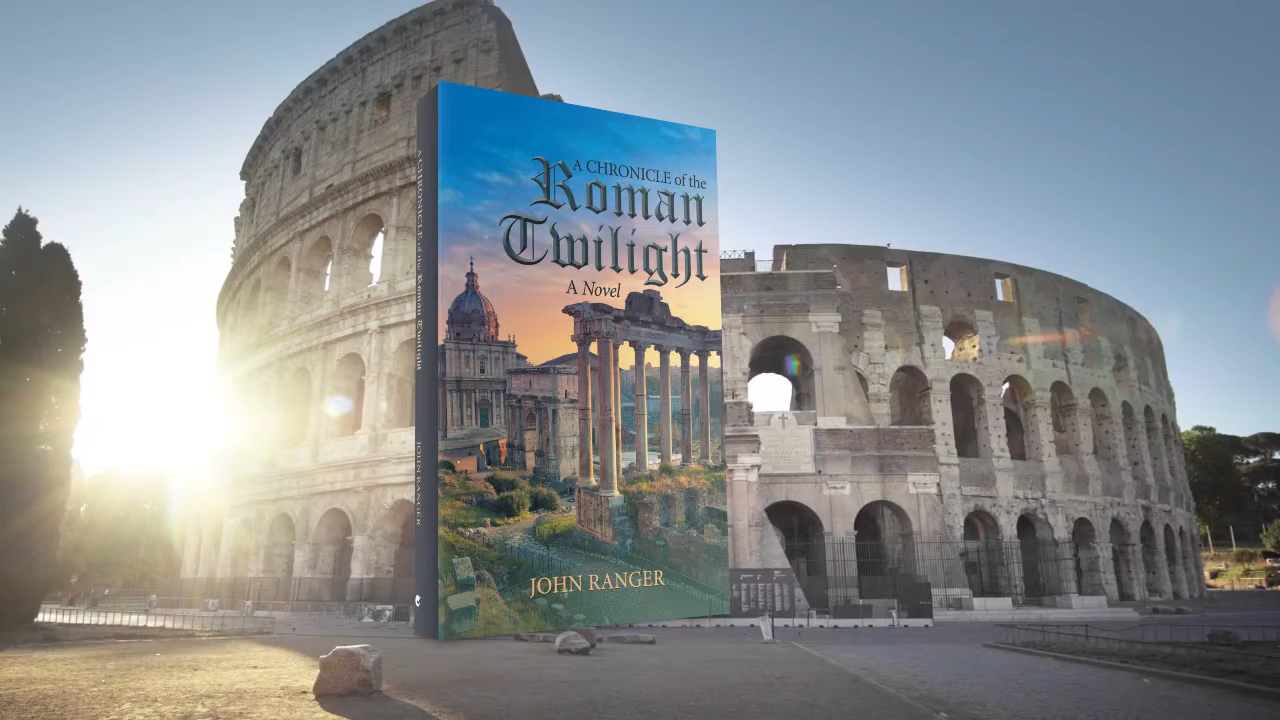 A CHRONICLE of the
Roman
Twilight
A Novel
JOHN RANGER
A CHRONICLE of the Roman Twilight
JOHN RANGER